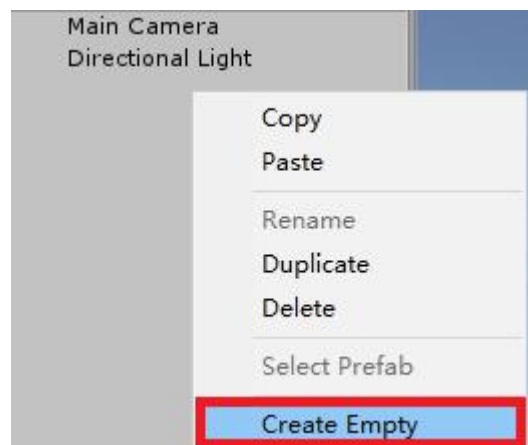 Main Camera
Directional Light
Copy
Paste
Rename
Duplicate
Delete
Select Prefab
Create Empty